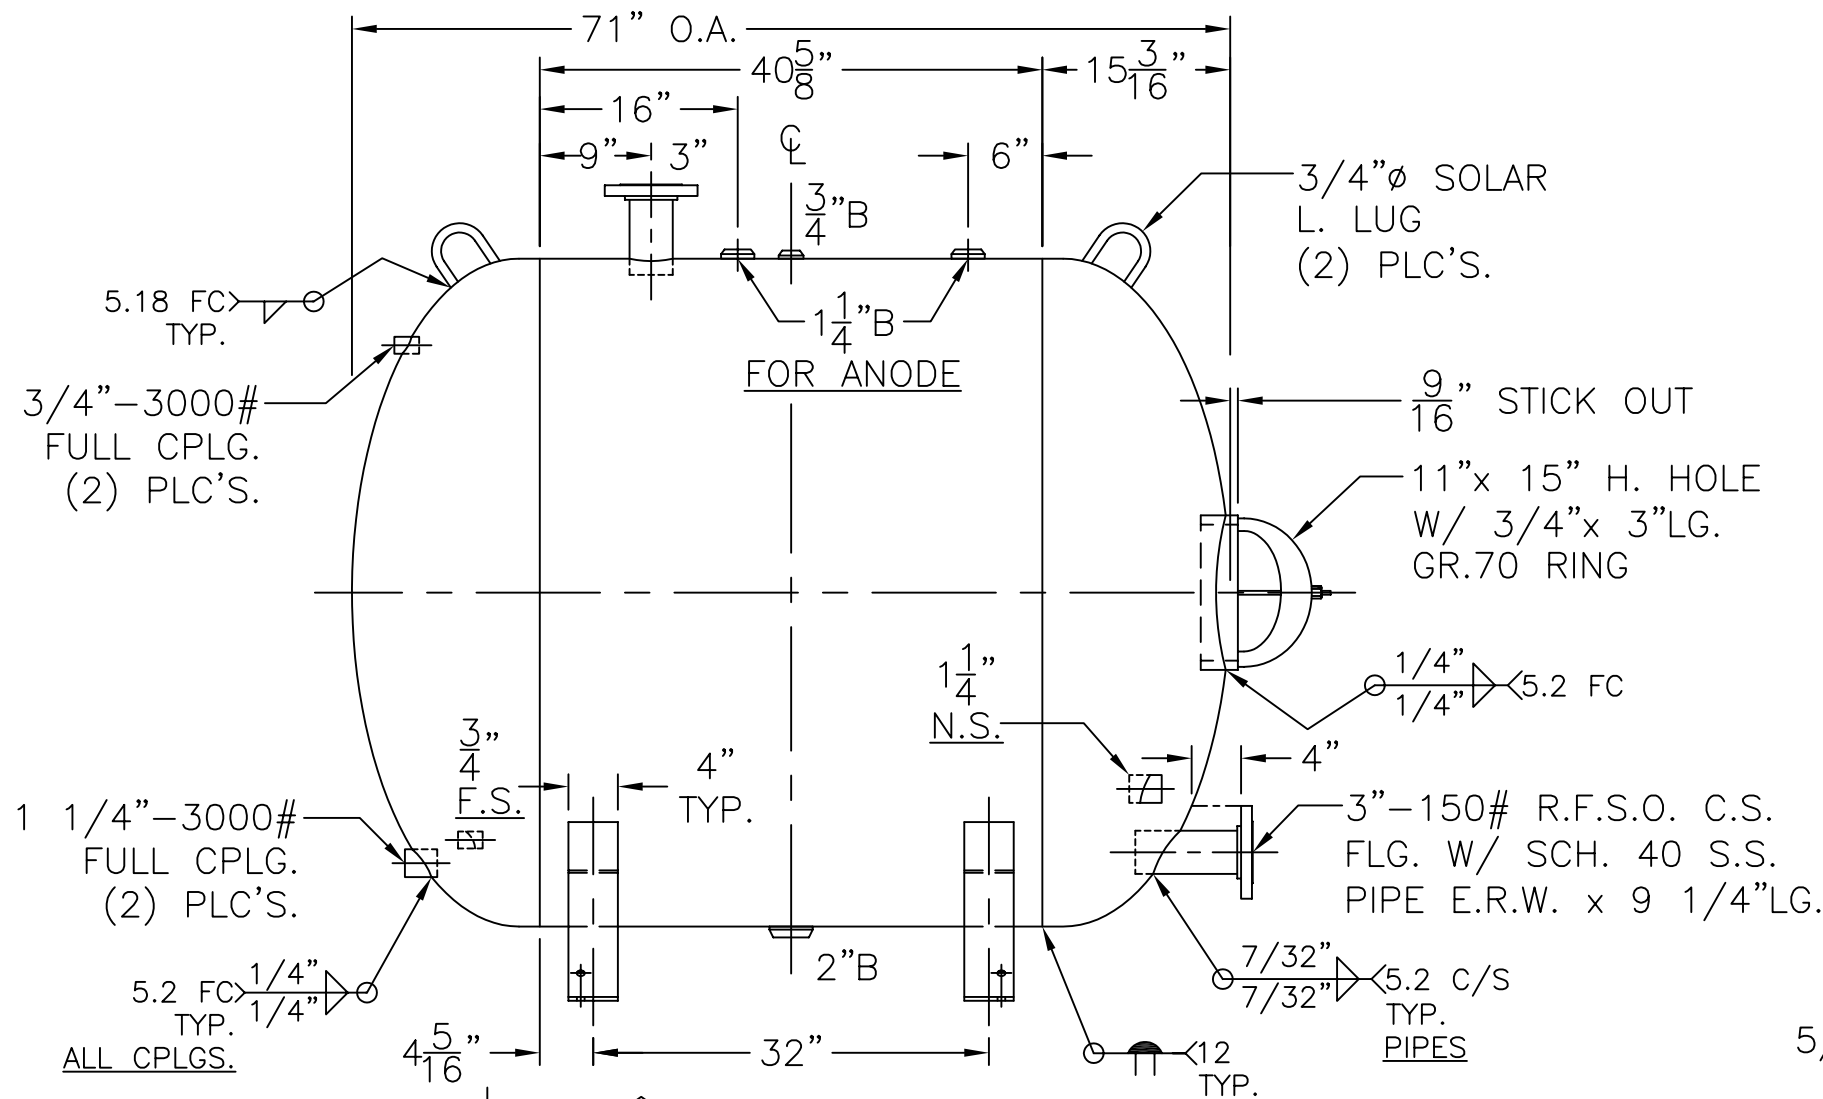 71" O.A.
40 5/8"
15 3/16"
16"
9"
3"
℄
6"
3/4"B
3/4"ø SOLAR
L. LUG
(2) PLC'S.
5.18 FC
TYP.
1 1/4"B
FOR ANODE
3/4"-3000#
FULL CPLG.
(2) PLC'S.
9/16" STICK OUT
11"x 15" H. HOLE
W/ 3/4"x 3"LG.
GR.70 RING
1/4"
1/4"
5.2 FC
1 1/4"
N.S.
3/4"
F.S.
4"
TYP.
4"
1 1/4"-3000#
FULL CPLG.
(2) PLC'S.
3"-150# R.F.S.O. C.S.
FLG. W/ SCH. 40 S.S.
PIPE E.R.W. x 9 1/4"LG.
2"B
5.2 FC
1/4"
1/4"
TYP.
ALL CPLGS.
7/32"
7/32"
5.2 C/S
TYP.
PIPES
4 5/16"
32"
12
TYP.